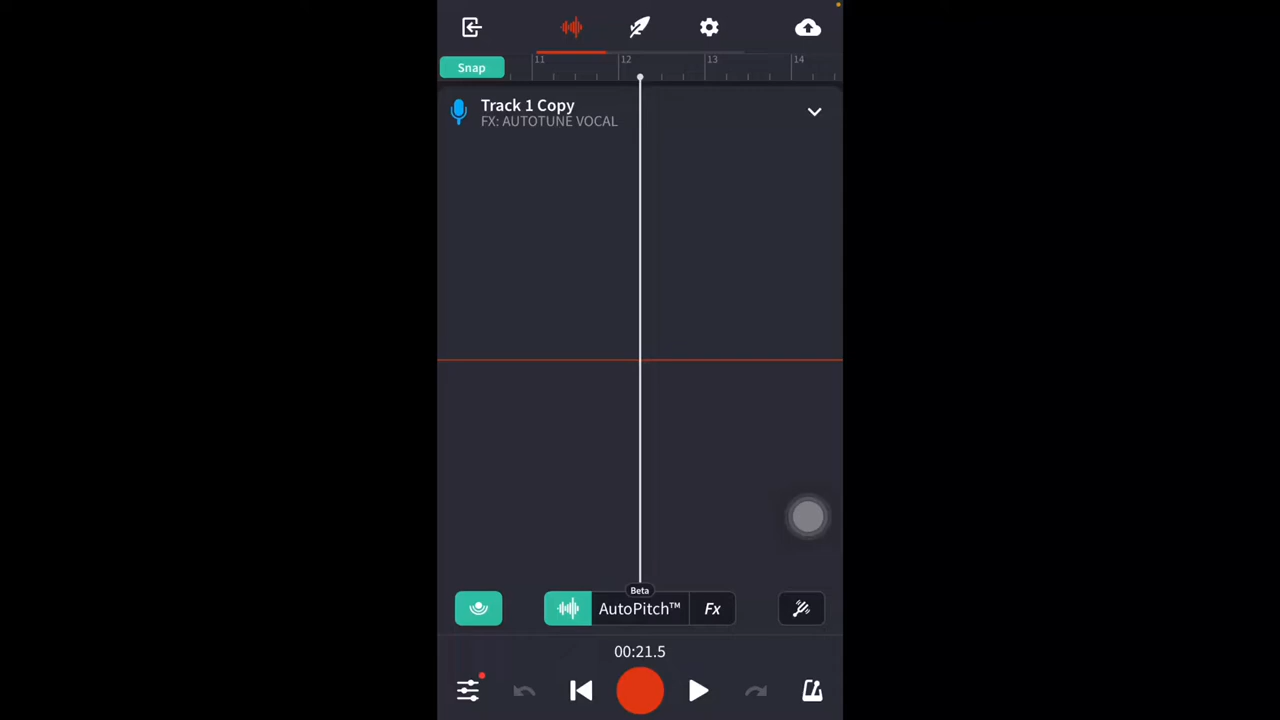 11
12
13
14
Snap
Track 1 Copy
FX: AUTOTUNE VOCAL
Beta
AutoPitch™
Fx
00:21.5